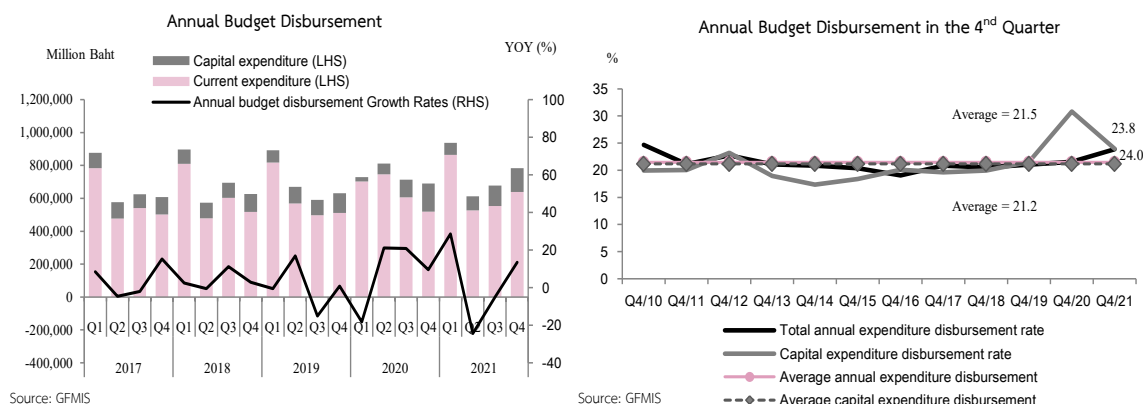 Annual Budget Disbursement
Million Baht
YOY (%)
Capital expenditure (LHS)
Current expenditure (LHS)
Annual budget disbursement Growth Rates (RHS)
1,200,000
1,000,000
800,000
600,000
400,000
200,000
0
-200,000
-400,000
100
80
60
40
20
0
-20
-40
Q1 Q2 Q3 Q4 Q1 Q2 Q3 Q4 Q1 Q2 Q3 Q4 Q1 Q2 Q3 Q4 Q1 Q2 Q3 Q4
2017 2018 2019 2020 2021
Source: GFMIS
Annual Budget Disbursement in the 4nd Quarter
%
35
30
25
20
15
10
5
0
Average = 21.5
23.8
24.0
Average = 21.2
Q4/10 Q4/11 Q4/12 Q4/13 Q4/14 Q4/15 Q4/16 Q4/17 Q4/18 Q4/19 Q4/20 Q4/21
Total annual expenditure disbursement rate
Capital expenditure disbursement rate
Average annual expenditure disbursement
Average capital expenditure disbursement
Source: GFMIS